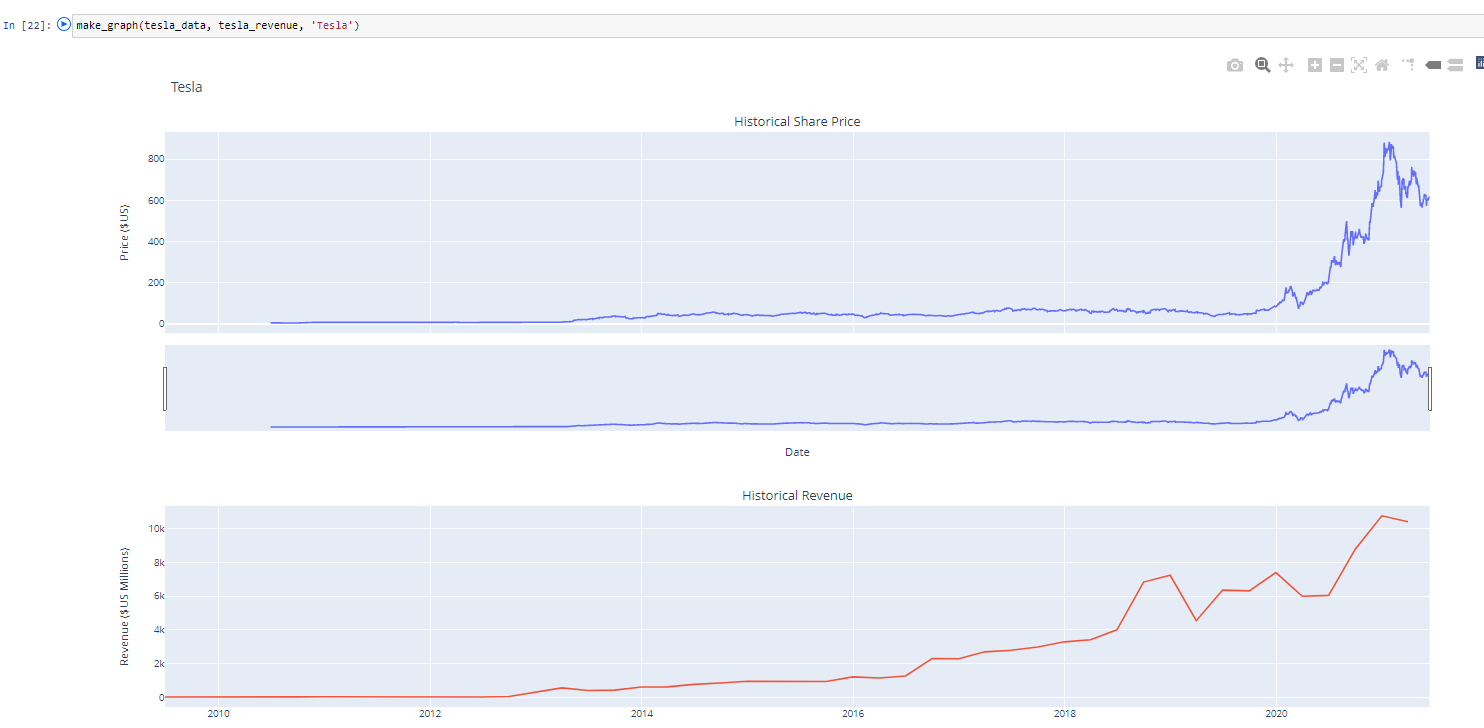 In [22]: make_graph(tesla_data, tesla_revenue, 'Tesla')
Tesla
Historical Share Price
Price ($US)
800
600
400
200
0
Date
Historical Revenue
Revenue ($US Millions)
10k
8k
6k
4k
2k
0
2010 2012 2014 2016 2018 2020